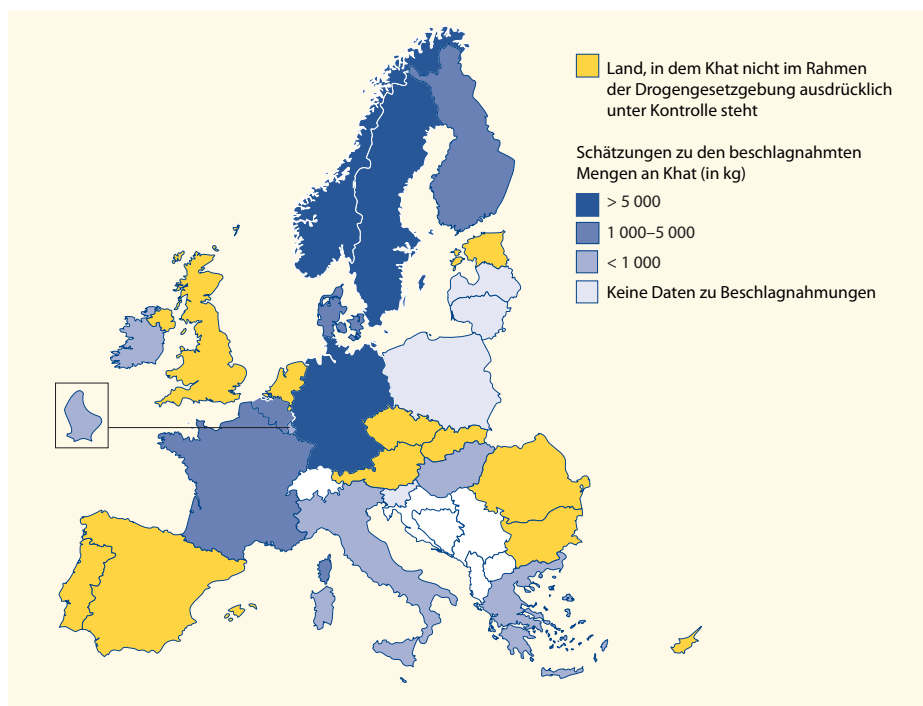 Land, in dem Khat nicht im Rahmen
der Drogengesetzgebung ausdrücklich
unter Kontrolle steht
Schätzungen zu den beschlagnahmten
Mengen an Khat (in kg)
> 5 000
1 000–5 000
< 1 000
Keine Daten zu Beschlagnahmungen